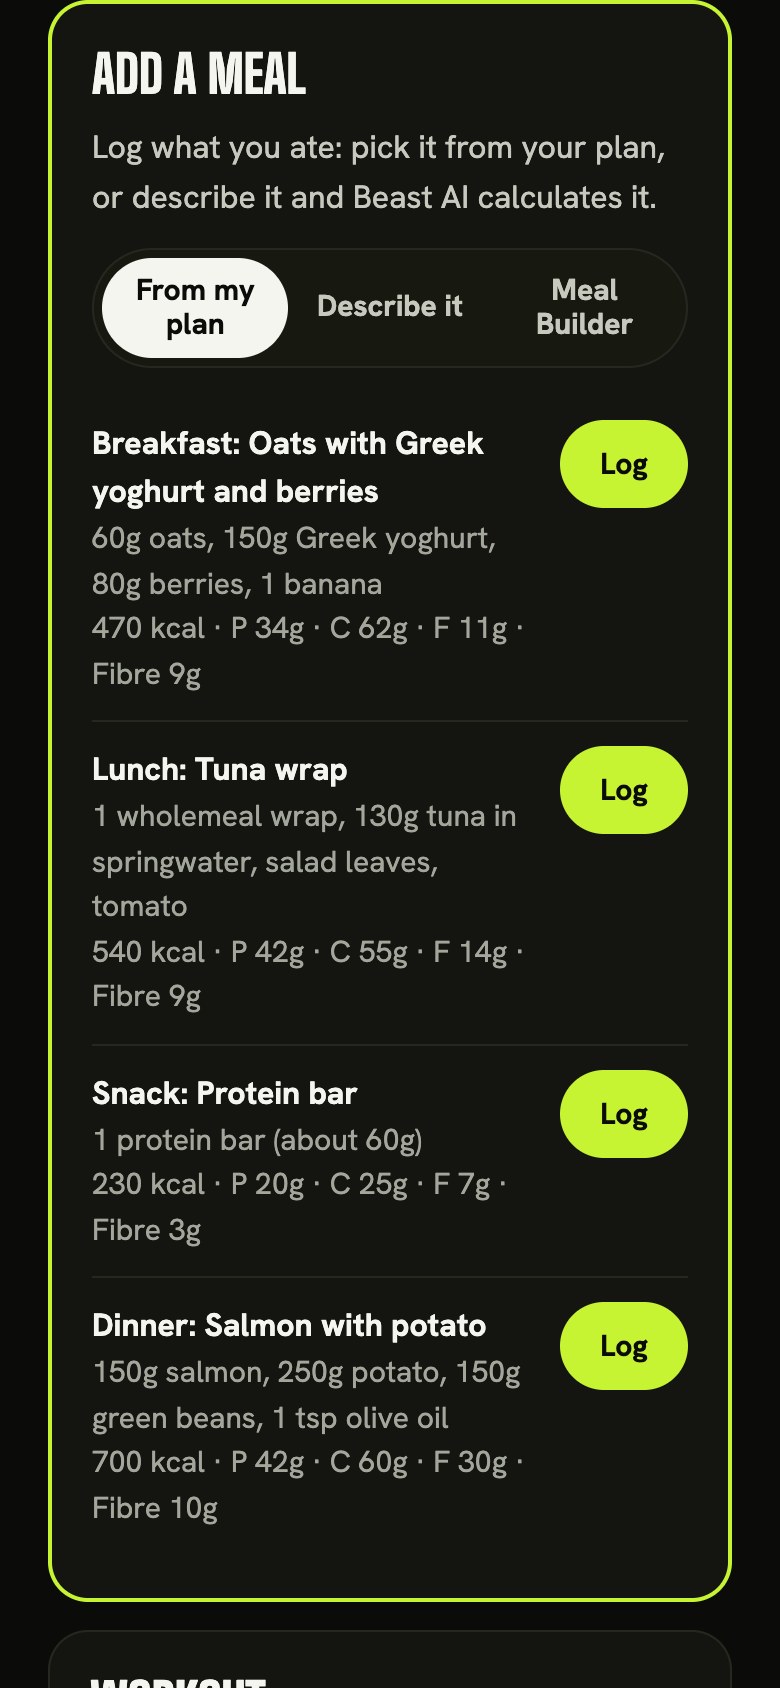 ADD A MEAL
Log what you ate: pick it from your plan,
or describe it and Beast AI calculates it.
From my
plan
Describe it
Meal
Builder
Breakfast: Oats with Greek
yoghurt and berries
Log
60g oats, 150g Greek yoghurt,
80g berries, 1 banana
470 kcal · P 34g · C 62g · F 11g ·
Fibre 9g
Lunch: Tuna wrap
Log
1 wholemeal wrap, 130g tuna in
springwater, salad leaves,
tomato
540 kcal · P 42g · C 55g · F 14g ·
Fibre 9g
Snack: Protein bar
Log
1 protein bar (about 60g)
230 kcal · P 20g · C 25g · F 7g ·
Fibre 3g
Dinner: Salmon with potato
Log
150g salmon, 250g potato, 150g
green beans, 1 tsp olive oil
700 kcal · P 42g · C 60g · F 30g ·
Fibre 10g
WORKOUT